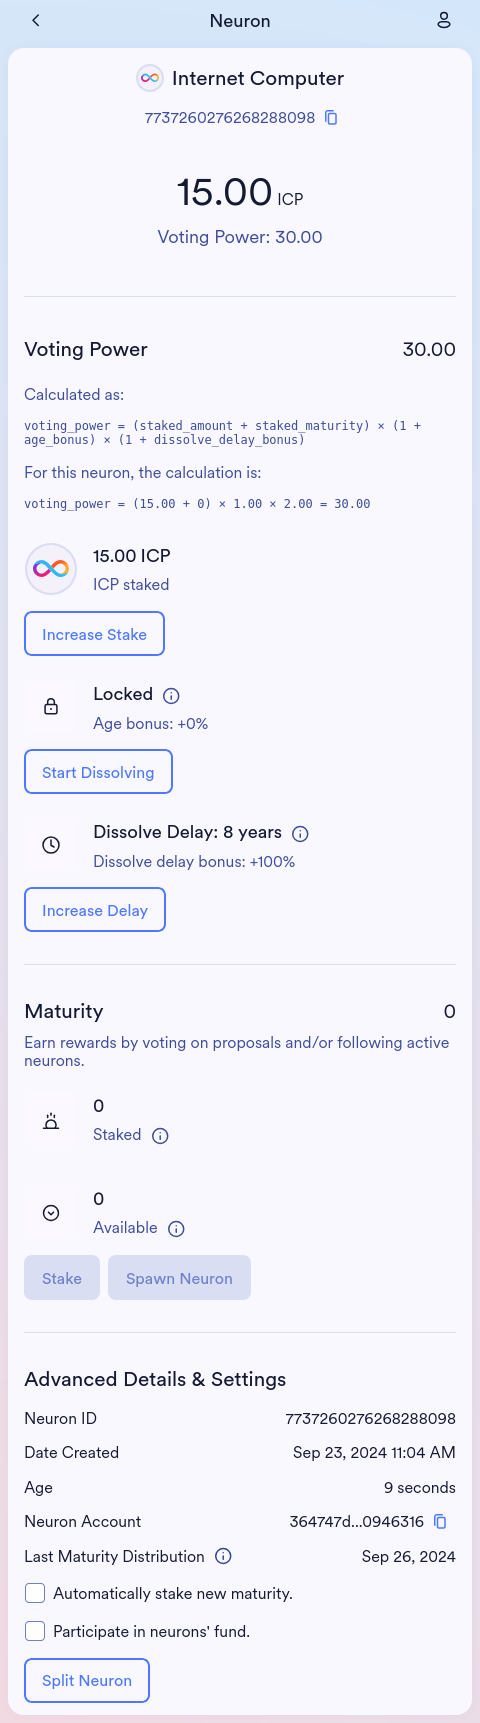 Neuron
Internet Computer
7737260276268288098
15.00 ICP
Voting Power: 30.00
Voting Power 30.00
Calculated as:
voting_power = (staked_amount + staked_maturity) × (1 +
age_bonus) × (1 + dissolve_delay_bonus)
For this neuron, the calculation is:
voting_power = (15.00 + 0) × 1.00 × 2.00 = 30.00
15.00 ICP
ICP staked
Increase Stake
Locked
Age bonus: +0%
Start Dissolving
Dissolve Delay: 8 years
Dissolve delay bonus: +100%
Increase Delay
Maturity 0
Earn rewards by voting on proposals and/or following active
neurons.
0
Staked
0
Available
Stake Spawn Neuron
Advanced Details & Settings
Neuron ID 7737260276268288098
Date Created Sep 23, 2024 11:04 AM
Age 9 seconds
Neuron Account 364747d...0946316
Last Maturity Distribution Sep 26, 2024
Automatically stake new maturity.
Participate in neurons' fund.
Split Neuron